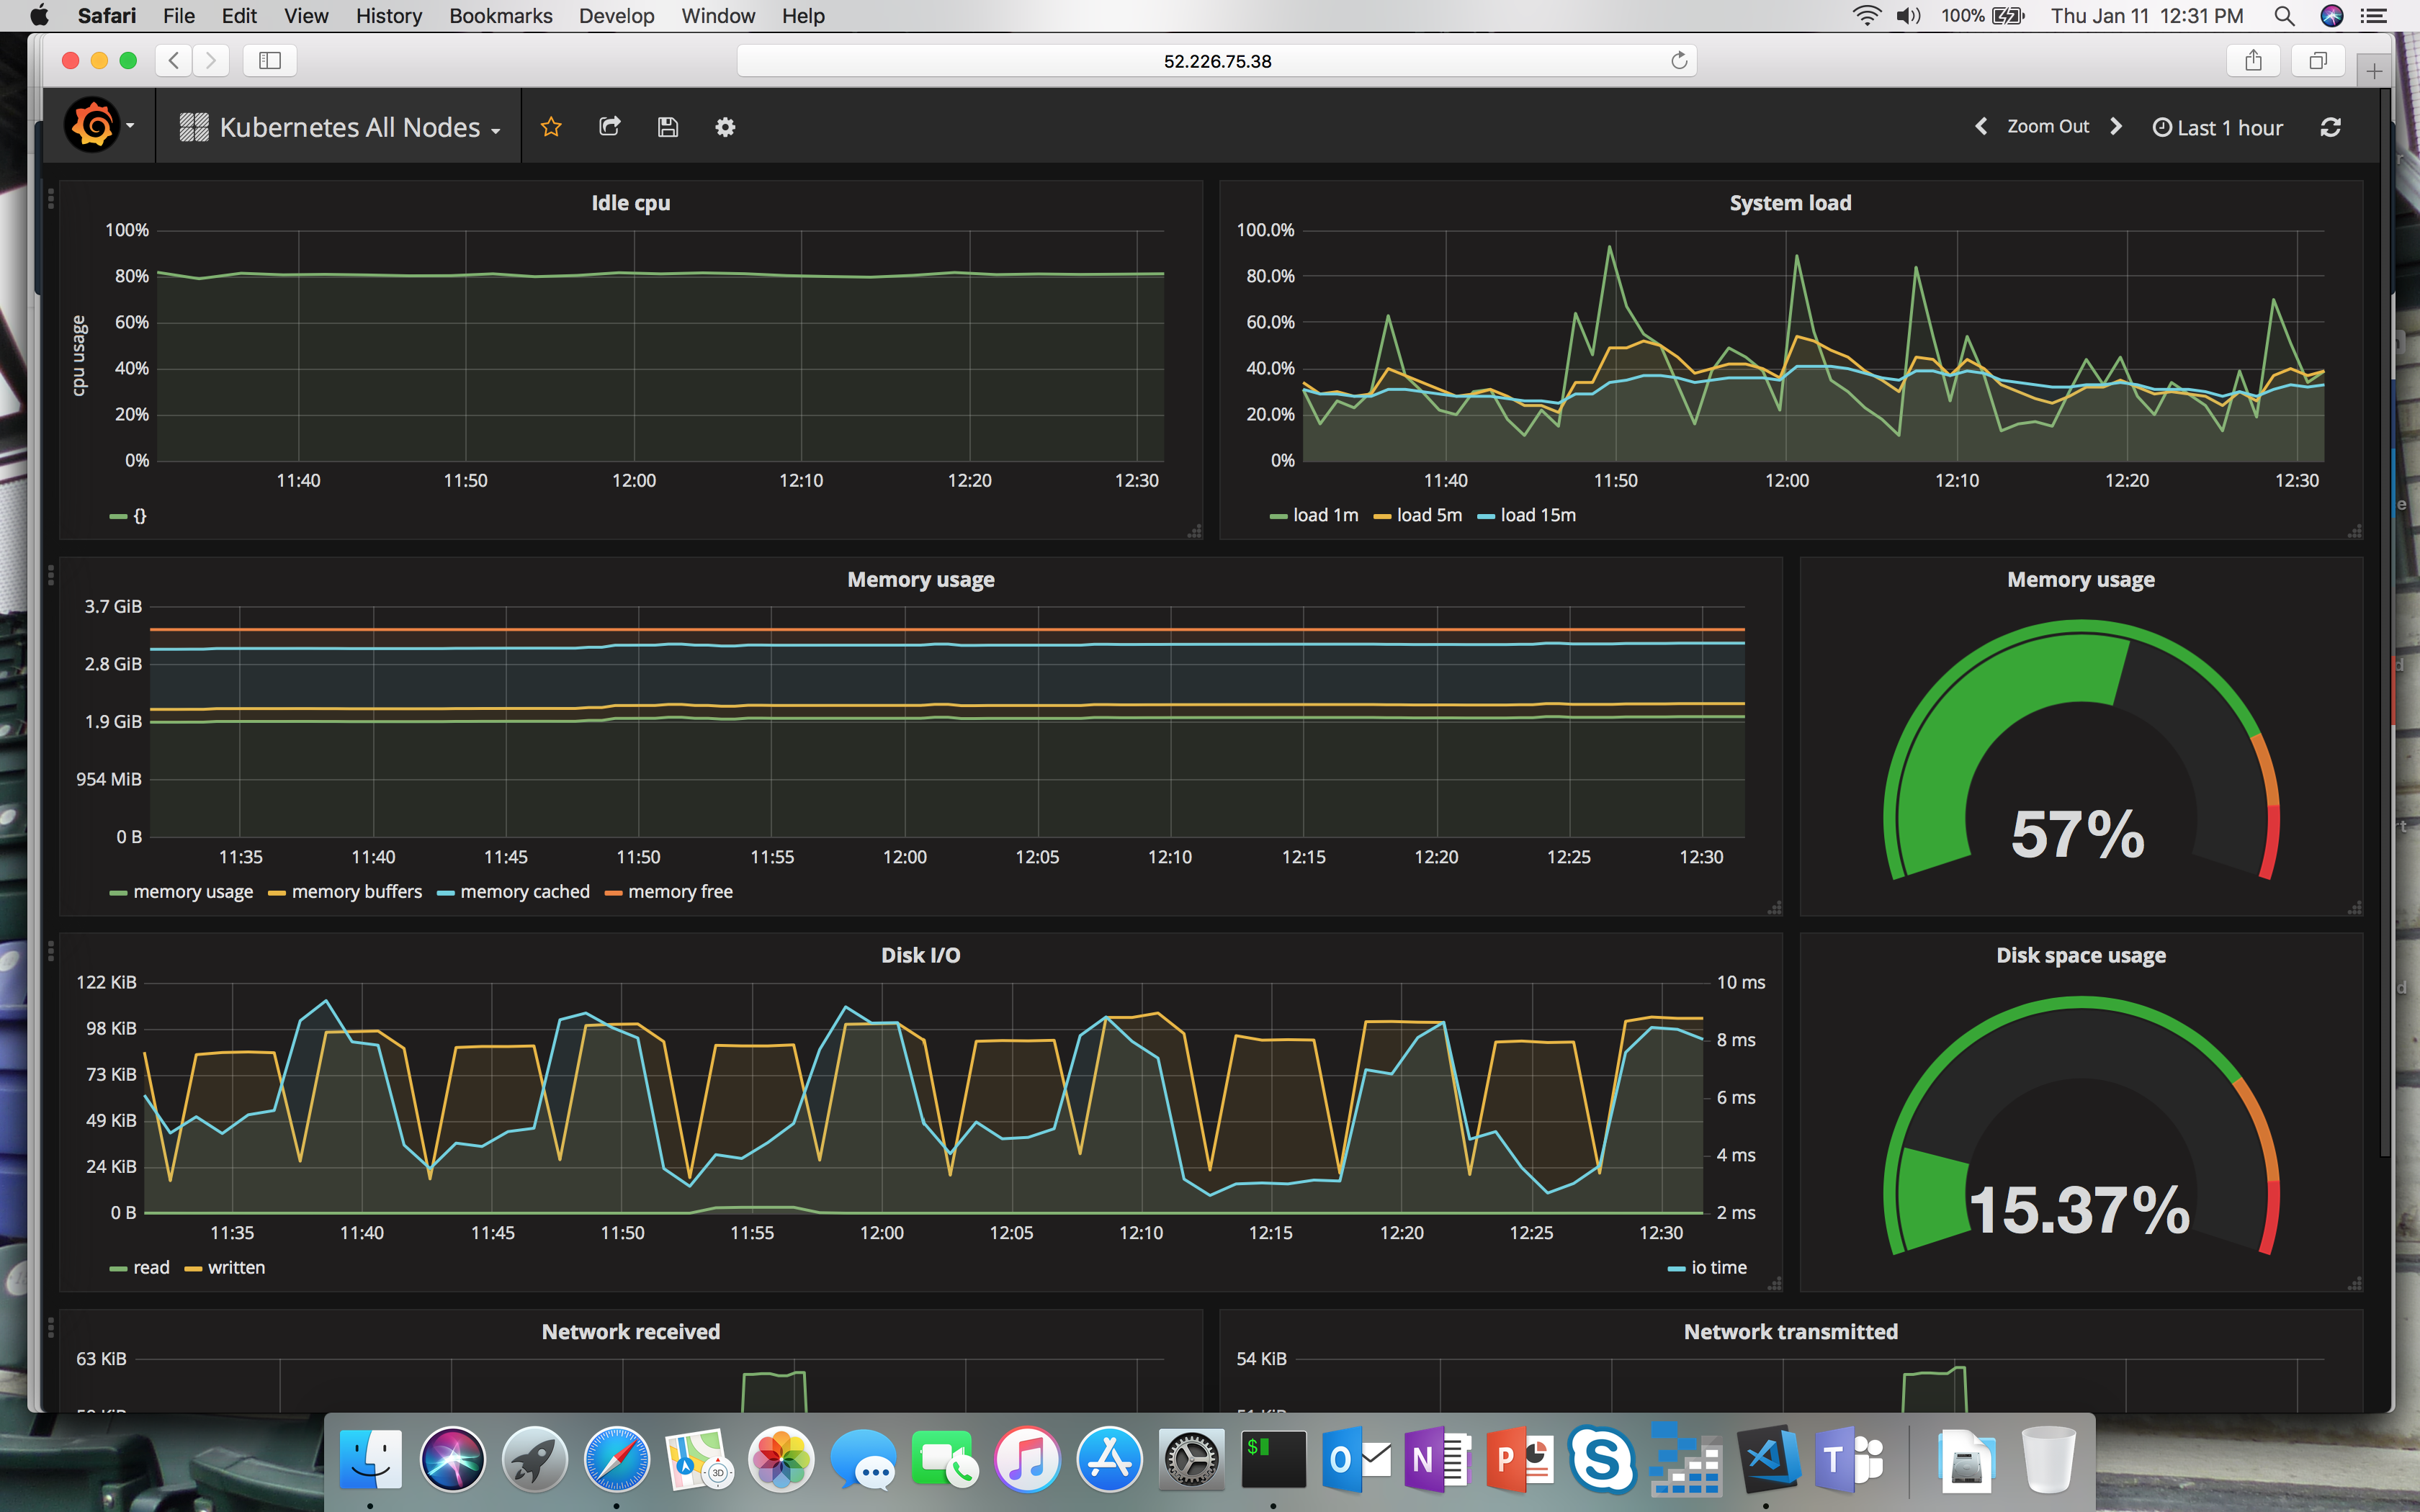 Safari File Edit View History Bookmarks Develop Window Help 100% Thu Jan 11 12:31 PM
52.226.75.38
Kubernetes All Nodes Zoom Out Last 1 hour
Idle cpu
100%
80%
60%
40%
20%
0%
cpu usage
11:40 11:50 12:00 12:10 12:20 12:30
{}
System load
100.0%
80.0%
60.0%
40.0%
20.0%
0%
11:40 11:50 12:00 12:10 12:20 12:30
load 1m load 5m load 15m
Memory usage
3.7 GiB
2.8 GiB
1.9 GiB
954 MiB
0 B
11:35 11:40 11:45 11:50 11:55 12:00 12:05 12:10 12:15 12:20 12:25 12:30
memory usage memory buffers memory cached memory free
Memory usage
57%
Disk I/O
122 KiB
98 KiB
73 KiB
49 KiB
24 KiB
0 B
10 ms
8 ms
6 ms
4 ms
2 ms
11:35 11:40 11:45 11:50 11:55 12:00 12:05 12:10 12:15 12:20 12:25 12:30
read written io time
Disk space usage
15.37%
Network received
63 KiB
Network transmitted
54 KiB
3D
$
O
N
P
S
T